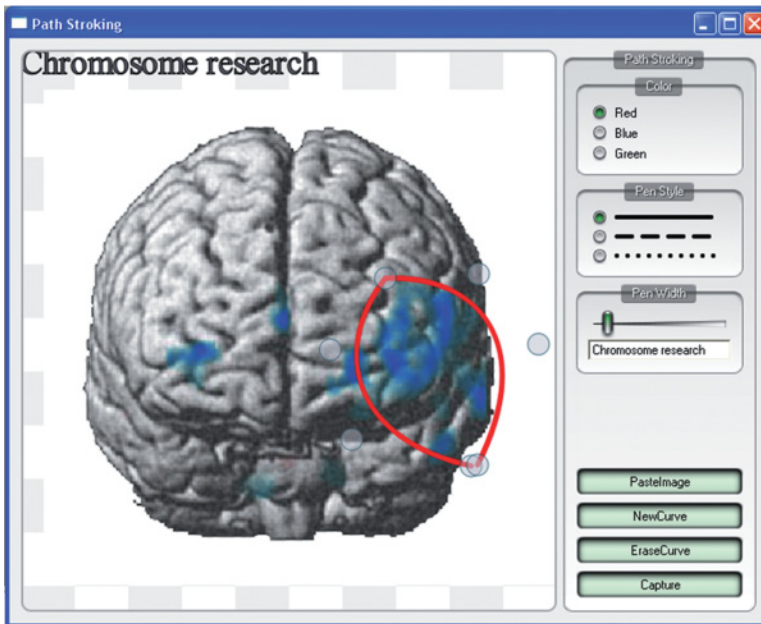 Path Stroking
Chromosome research
Path Stroking
Color
Red
Blue
Green
Pen Style
Pen Width
Chromosome research
PasteImage
NewCurve
EraseCurve
Capture